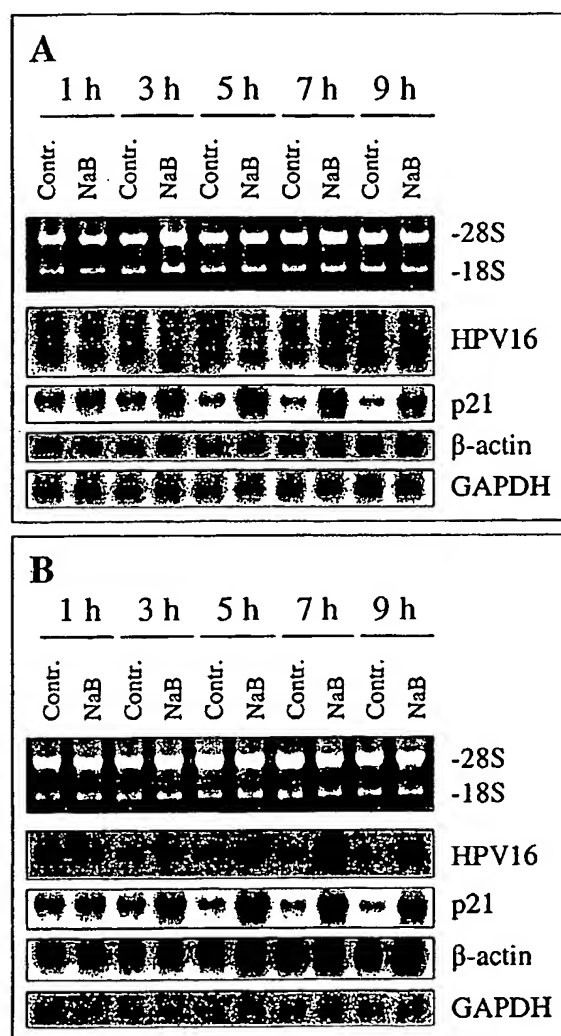 A
1 h 3 h 5 h 7 h 9 h
Contr. NaB Contr. NaB Contr. NaB Contr. NaB Contr. NaB
-28S
-18S
HPV16
p21
β-actin
GAPDH
B
1 h 3 h 5 h 7 h 9 h
Contr. NaB Contr. NaB Contr. NaB Contr. NaB Contr. NaB
-28S
-18S
HPV16
p21
β-actin
GAPDH